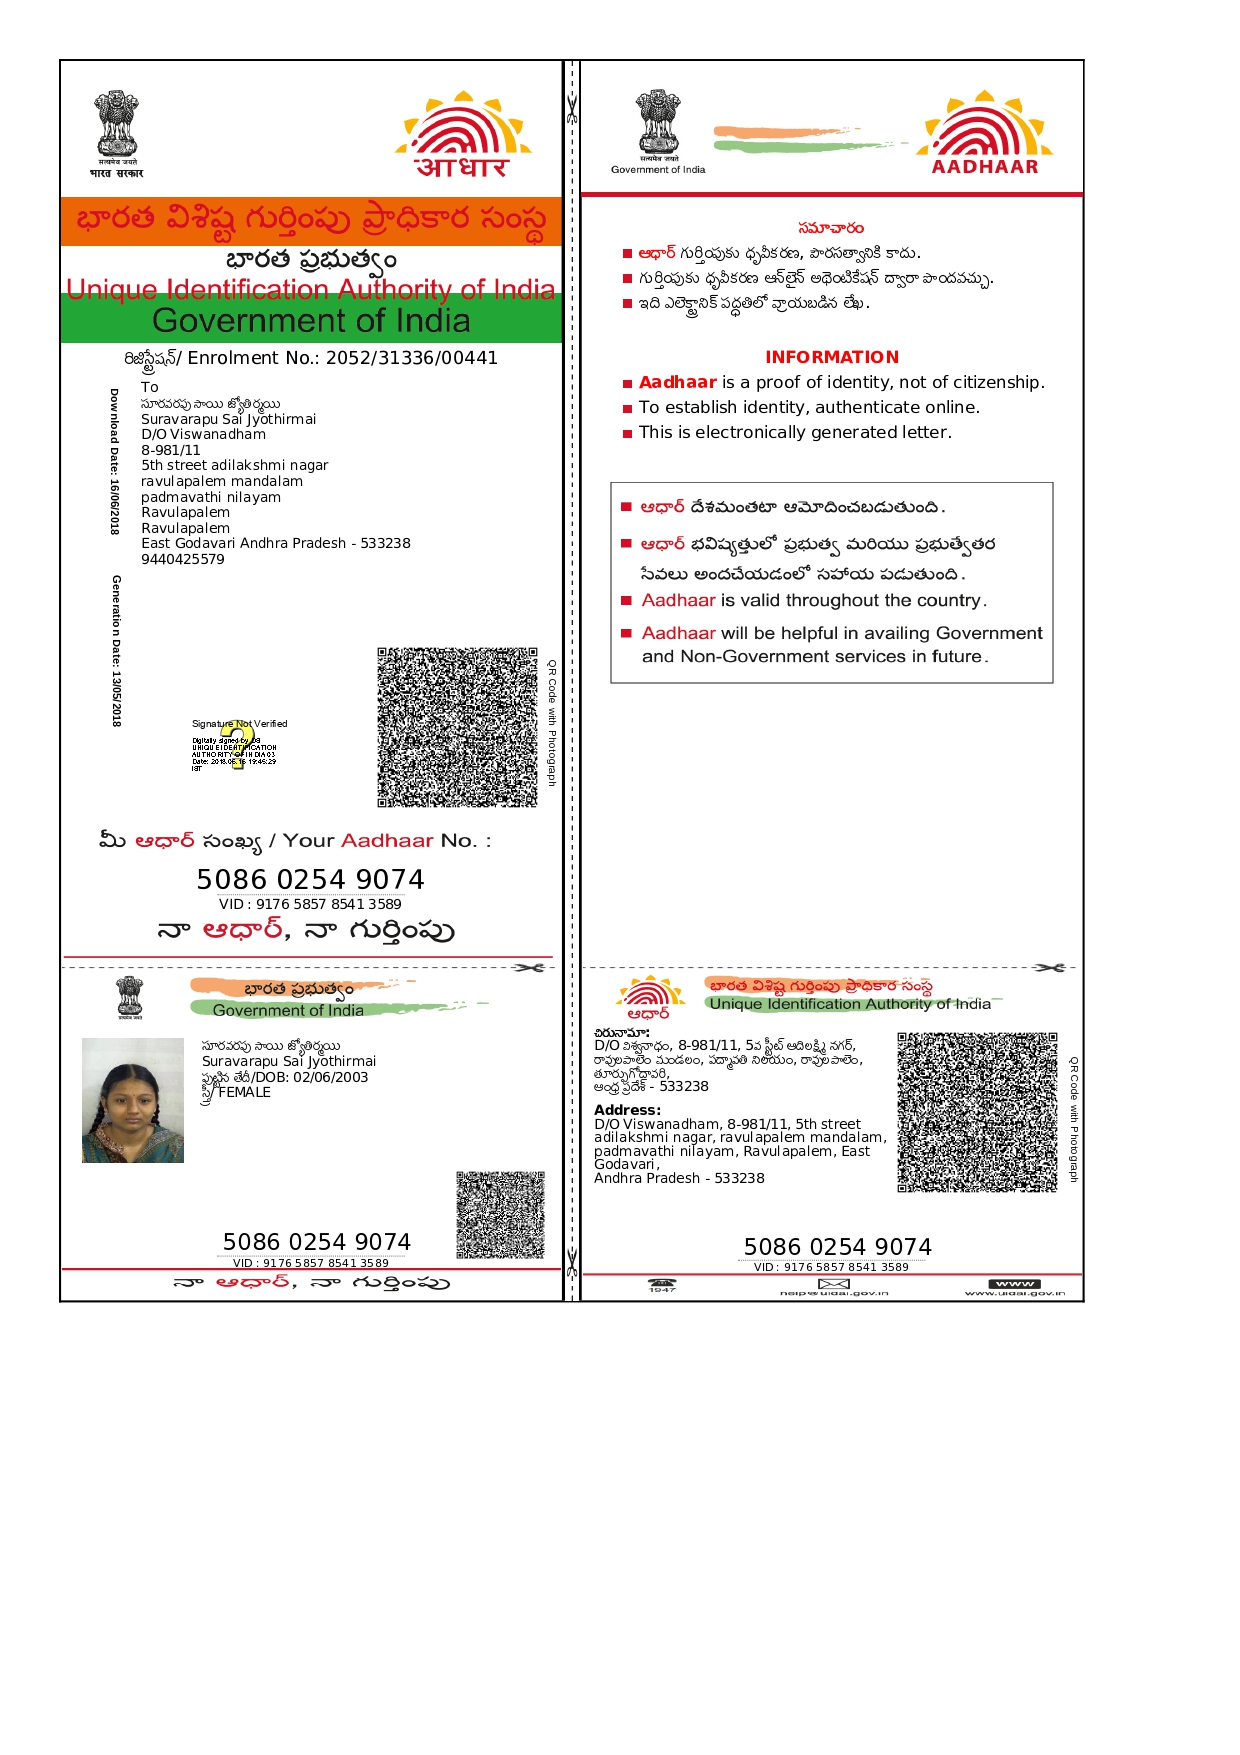 सत्यमेव जयते
भारत सरकार
आधार
భారత విశిష్ట గుర్తింపు ప్రాధికార సంస్థ
భారత ప్రభుత్వం
Unique Identification Authority of India
Government of India
రిజిస్ట్రేషన్/ Enrolment No.: 2052/31336/00441
Download Date: 16/06/2018
Generation Date: 13/05/2018
To
సూరవరపు సాయి జ్యోతిర్మయి
Suravarapu Sai Jyothirmai
D/O Viswanadham
8-981/11
5th street adilakshmi nagar
ravulapalem mandalam
padmavathi nilayam
Ravulapalem
Ravulapalem
East Godavari Andhra Pradesh - 533238
9440425579
QR Code with Photograph
Signature Not Verified
Digitally signed by DS
UNIQUE IDENTIFICATION
AUTHORITY OF INDIA 03
Date: 2018.06.16 19:46:29
IST
మీ ఆధార్ సంఖ్య / Your Aadhaar No. :
5086 0254 9074
VID : 9176 5857 8541 3589
నా ఆధార్, నా గుర్తింపు
सत्यमेव जयते
Government of India
AADHAAR
సమాచారం
ఆధార్ గుర్తింపుకు ధృవీకరణ, పౌరసత్వానికి కాదు.
గుర్తింపుకు ధృవీకరణ ఆన్‌లైన్ అథెంటికేషన్ ద్వారా పొందవచ్చు.
ఇది ఎలెక్ట్రానిక్ పద్ధతిలో వ్రాయబడిన లేఖ.
INFORMATION
Aadhaar is a proof of identity, not of citizenship.
To establish identity, authenticate online.
This is electronically generated letter.
ఆధార్ దేశమంతటా ఆమోదించబడుతుంది.
ఆధార్ భవిష్యత్తులో ప్రభుత్వ మరియు ప్రభుత్వేతర
సేవలు అందచేయడంలో సహాయ పడుతుంది.
Aadhaar is valid throughout the country.
Aadhaar will be helpful in availing Government
and Non-Government services in future.
सत्यमेव जयते
భారత ప్రభుత్వం
Government of India
సూరవరపు సాయి జ్యోతిర్మయి
Suravarapu Sai Jyothirmai
పుట్టిన తేదీ/DOB: 02/06/2003
స్త్రీ/ FEMALE
5086 0254 9074
VID : 9176 5857 8541 3589
నా ఆధార్, నా గుర్తింపు
ఆధార్
భారత విశిష్ట గుర్తింపు ప్రాధికార సంస్థ
Unique Identification Authority of India
చిరునామా:
D/O విశ్వనాధం, 8-981/11, 5వ స్ట్రీట్ ఆదిలక్ష్మి నగర్,
రావులపాలెం మండలం, పద్మావతి నిలయం, రావులపాలెం,
తూర్పుగోదావరి,
ఆంధ్ర ప్రదేశ్ - 533238
Address:
D/O Viswanadham, 8-981/11, 5th street
adilakshmi nagar, ravulapalem mandalam,
padmavathi nilayam, Ravulapalem, East
Godavari,
Andhra Pradesh - 533238
QR Code with Photograph
5086 0254 9074
VID : 9176 5857 8541 3589
1947
help@uidai.gov.in
www
www.uidai.gov.in